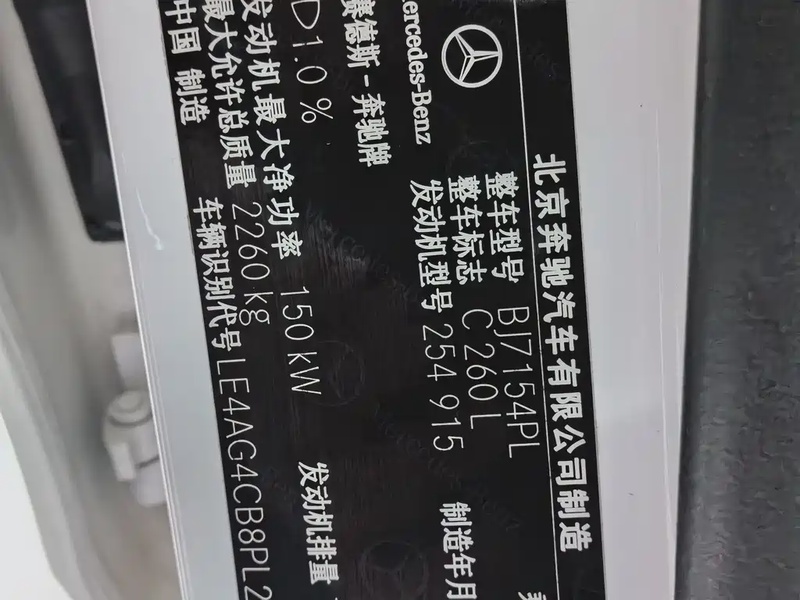 北京奔驰汽车有限公司制造
Mercedes-Benz
赛德斯-奔驰牌
整车型号 BJ7154PL
整车标志 C 260 L
发动机型号 254 915
制造年月
D 1.0 %
发动机最大净功率 150 kW
发动机排量
最大允许总质量 2260 kg
中国 制造
车辆识别代号 LE4AG4CB8PL2